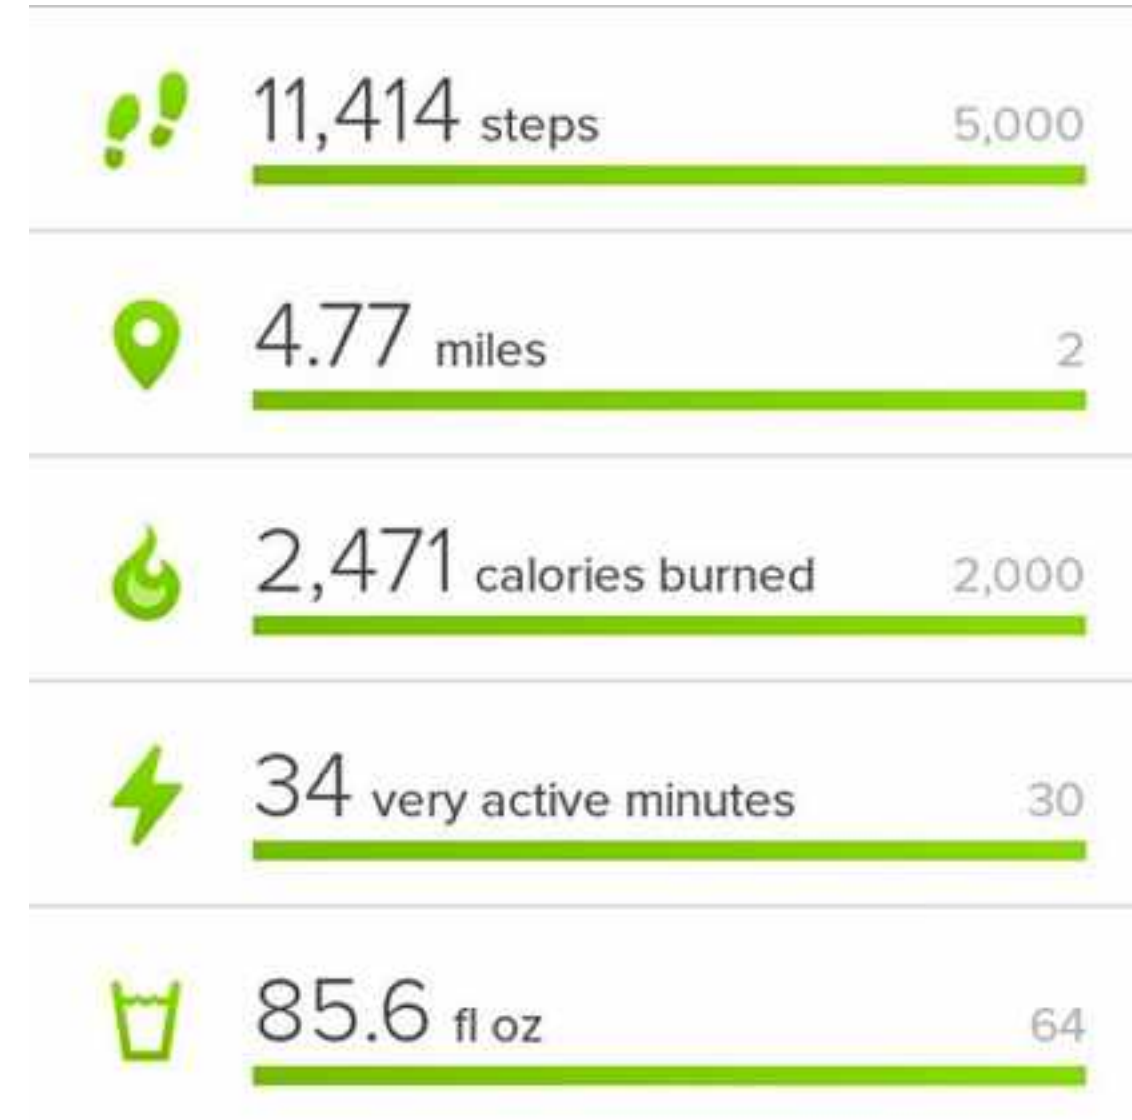 11,414 steps 5,000
4.77 miles 2
2,471 calories burned 2,000
34 very active minutes 30
85.6 fl oz 64